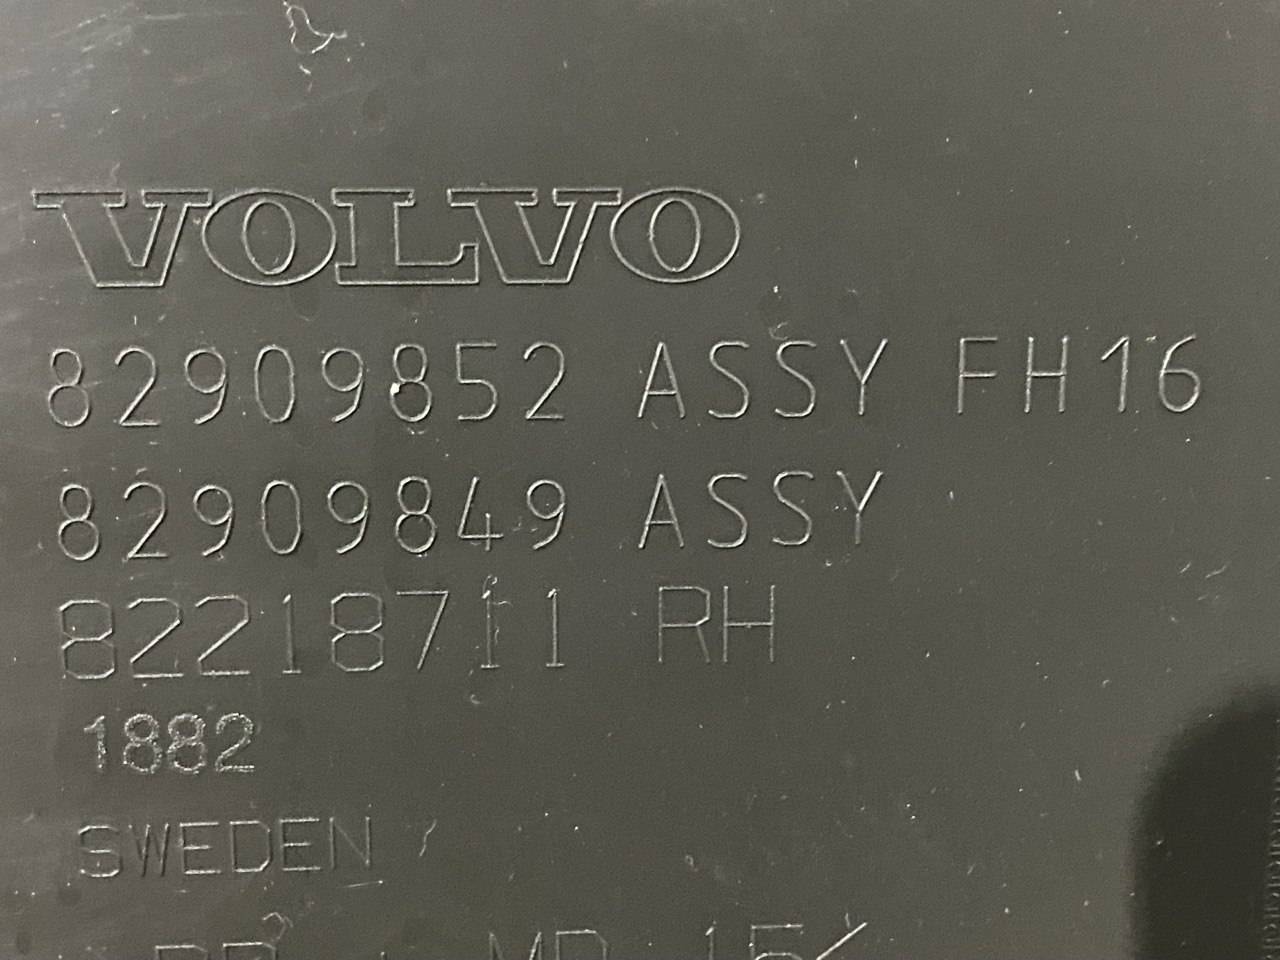 VOLVO
82909852 ASSY FH16
82909849 ASSY
82218711 RH
1882
SWEDEN